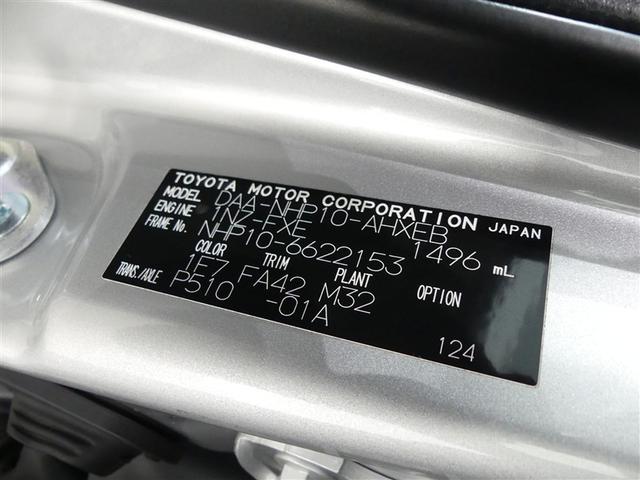 TOYOTA MOTOR CORPORATION JAPAN
MODEL DAA-NHP10-AHXEB
ENGINE 1NZ-FXE 1496 mL
FRAME No. NHP10-6622153
COLOR TRIM PLANT OPTION
1E7 FA42 M32
TRANS./AXLE P510 -01A
124